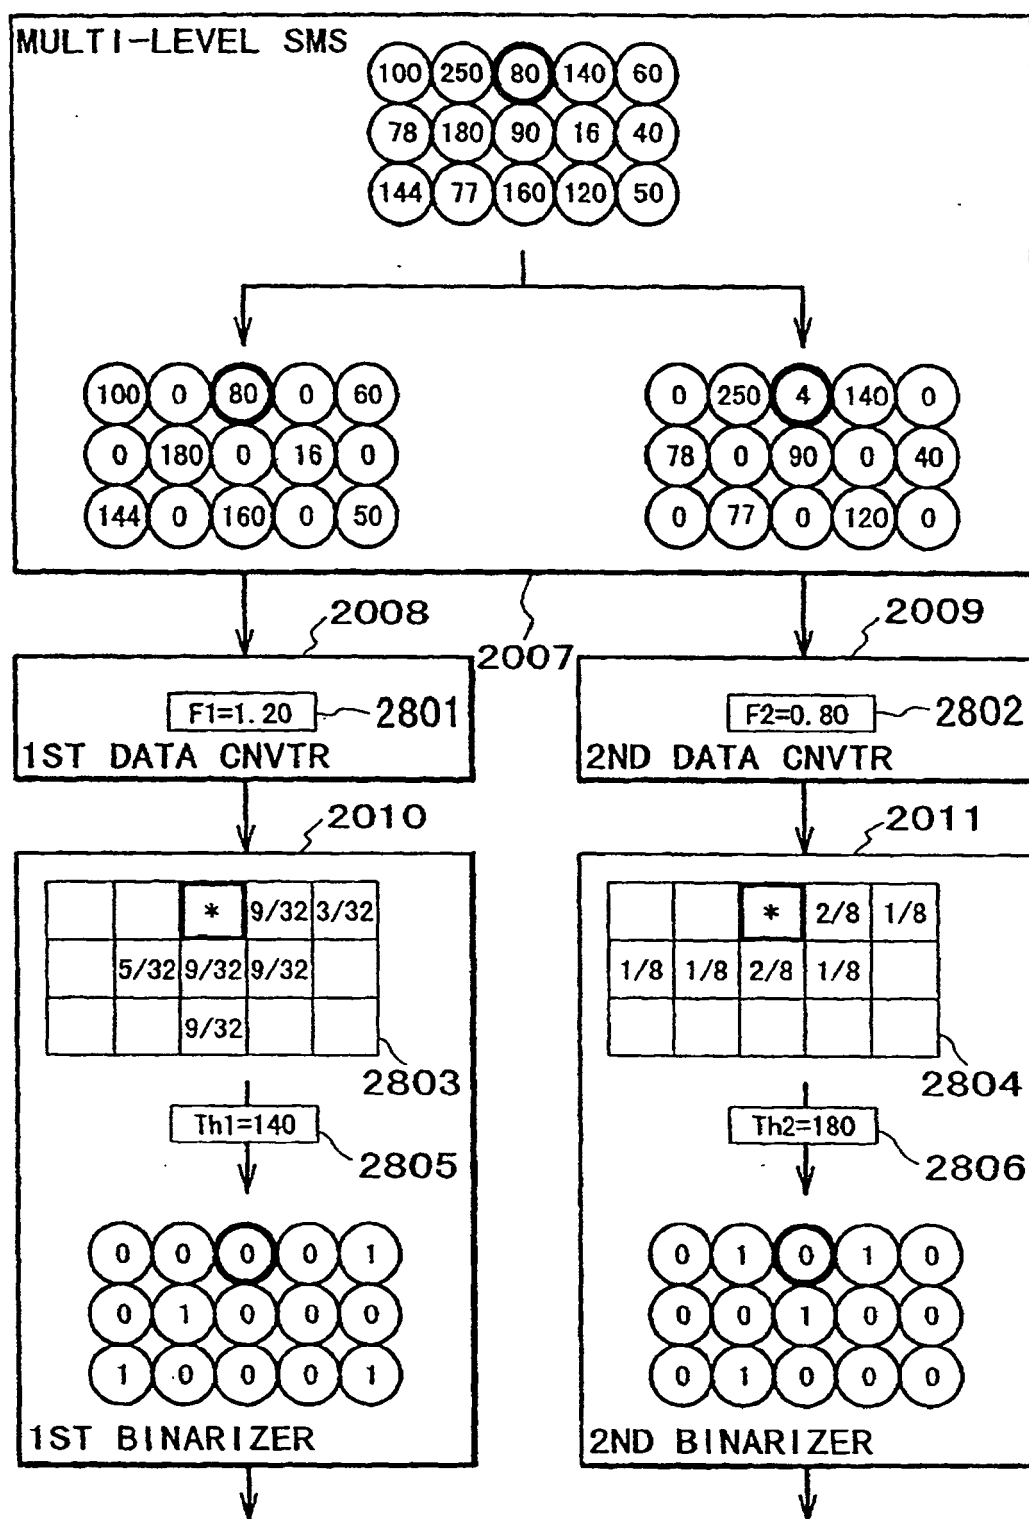 MULTI-LEVEL SMS
100 250 80 140 60
78 180 90 16 40
144 77 160 120 50
100 0 80 0 60
0 180 0 16 0
144 0 160 0 50
0 250 4 140 0
78 0 90 0 40
0 77 0 120 0
2007
2008
F1=1.20
2801
1ST DATA CNVTR
2009
F2=0.80
2802
2ND DATA CNVTR
2010
* 9/32 3/32
5/32 9/32 9/32
9/32
2803
Th1=140
2805
0 0 0 0 1
0 1 0 0 0
1 0 0 0 1
1ST BINARIZER
2011
* 2/8 1/8
1/8 1/8 2/8 1/8
2804
Th2=180
2806
0 1 0 1 0
0 0 1 0 0
0 1 0 0 0
2ND BINARIZER